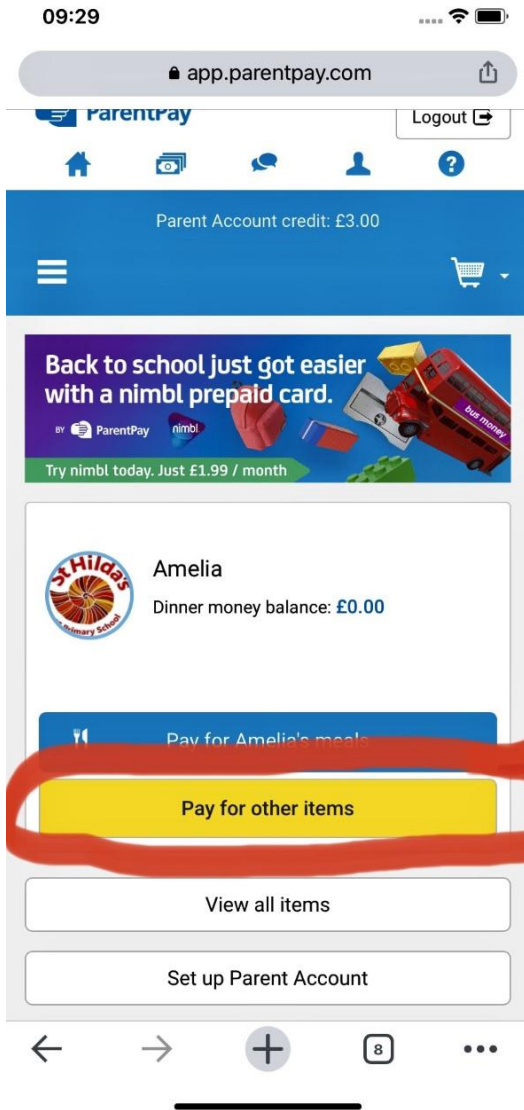 09:29
app.parentpay.com
ParentPay
Logout
Parent Account credit: £3.00
Back to school just got easier
with a nimbl prepaid card.
BY ParentPay nimbl
bus money
Try nimbl today. Just £1.99 / month
St Hilda's
Primary School
Amelia
Dinner money balance: £0.00
Pay for Amelia's meals
Pay for other items
View all items
Set up Parent Account
8